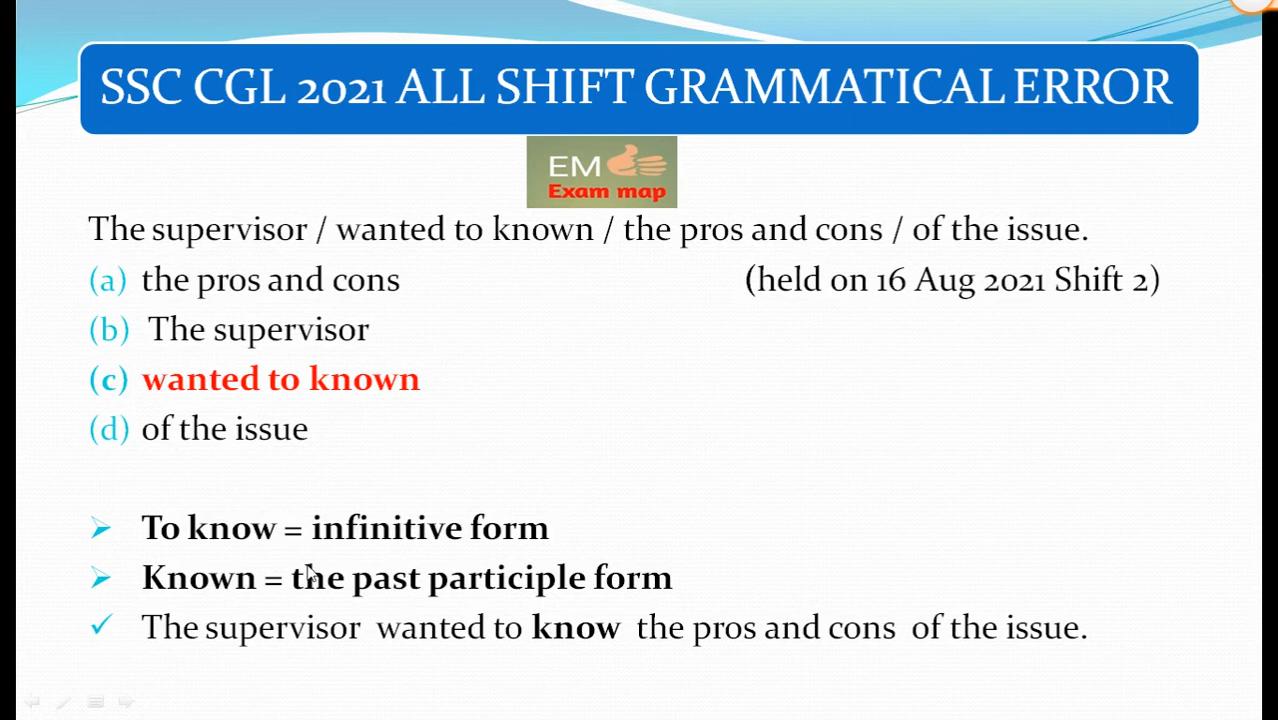 SSC CGL 2021 ALL SHIFT GRAMMATICAL ERROR
EM
Exam map
The supervisor / wanted to known / the pros and cons / of the issue.
(a) the pros and cons (held on 16 Aug 2021 Shift 2)
(b) The supervisor
(c) wanted to known
(d) of the issue
➢ To know = infinitive form
➢ Known = the past participle form
✓ The supervisor wanted to know the pros and cons of the issue.